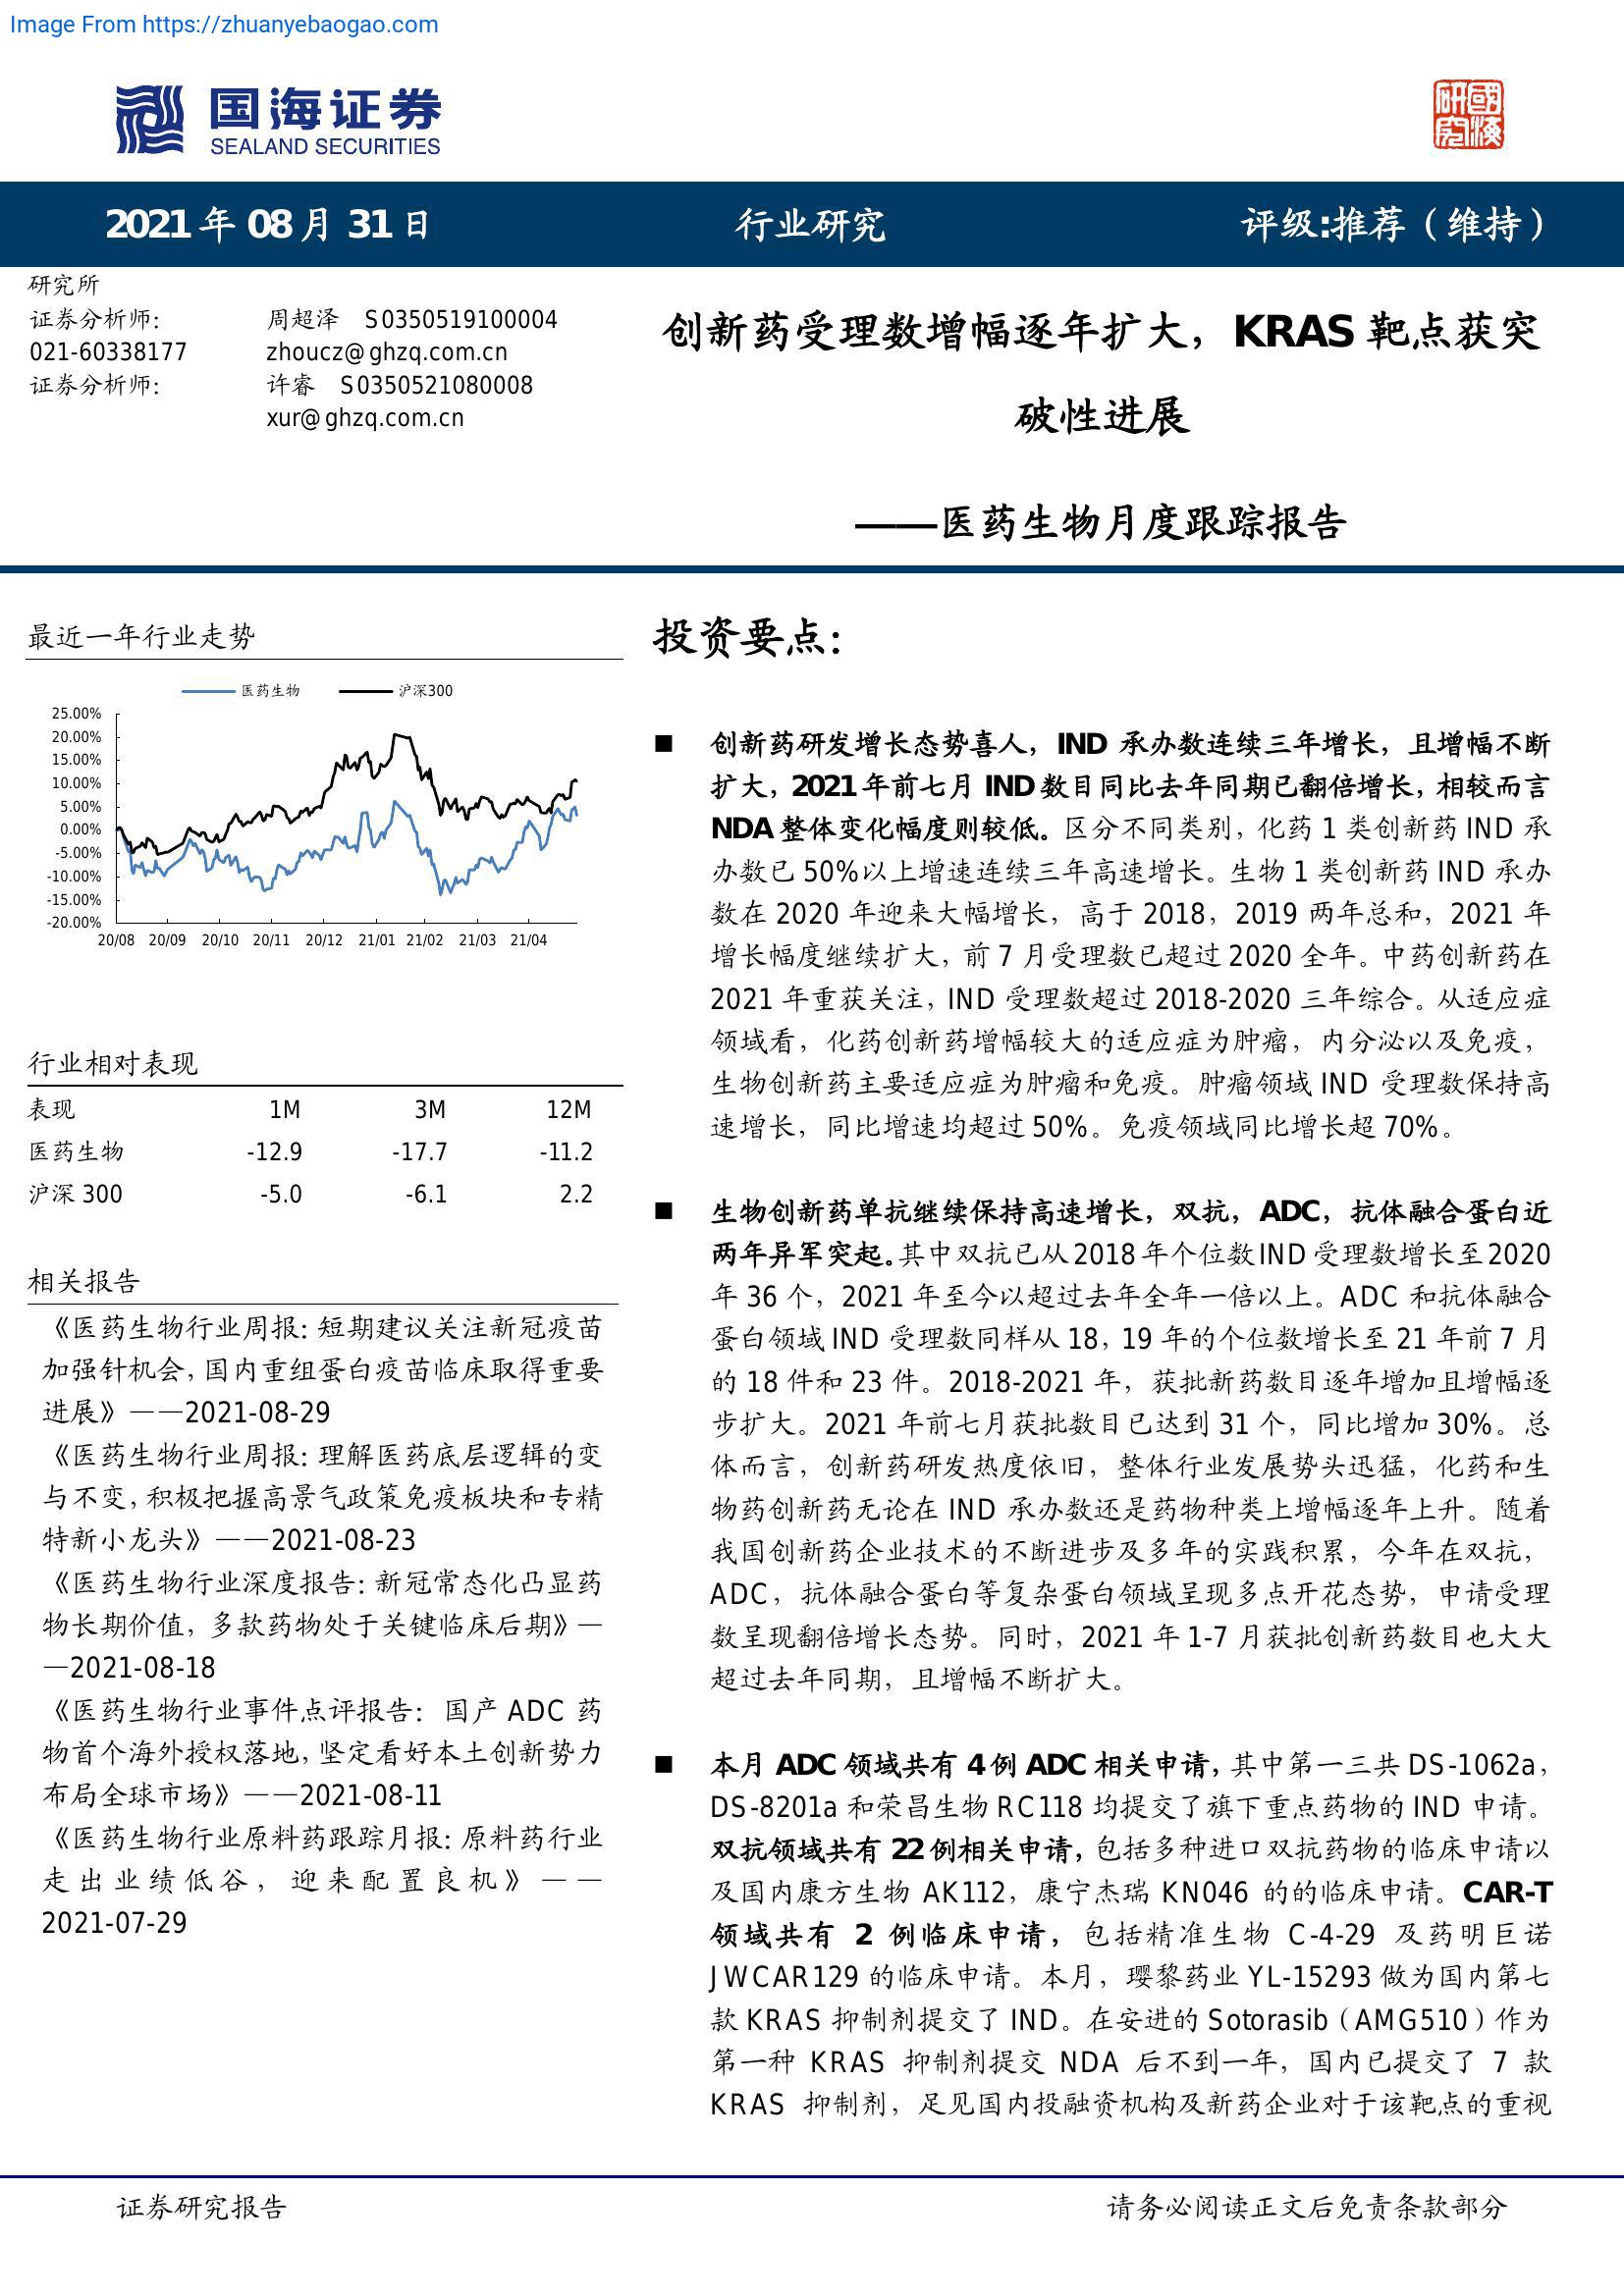 Image From https://zhuanyebaogao.com
国海证券
SEALAND SECURITIES
研究
國海
2021 年 08 月 31 日
行业研究
评级:推荐（维持）
研究所
证券分析师: 周超泽 S0350519100004
021-60338177 zhoucz@ghzq.com.cn
证券分析师: 许睿 S0350521080008
xur@ghzq.com.cn
创新药受理数增幅逐年扩大，KRAS 靶点获突
破性进展
——医药生物月度跟踪报告
最近一年行业走势
医药生物 沪深300
25.00%
20.00%
15.00%
10.00%
5.00%
0.00%
-5.00%
-10.00%
-15.00%
-20.00%
20/08 20/09 20/10 20/11 20/12 21/01 21/02 21/03 21/04
行业相对表现
表现 1M 3M 12M
医药生物 -12.9 -17.7 -11.2
沪深 300 -5.0 -6.1 2.2
相关报告
《医药生物行业周报：短期建议关注新冠疫苗
加强针机会，国内重组蛋白疫苗临床取得重要
进展》——2021-08-29
《医药生物行业周报：理解医药底层逻辑的变
与不变，积极把握高景气政策免疫板块和专精
特新小龙头》——2021-08-23
《医药生物行业深度报告：新冠常态化凸显药
物长期价值，多款药物处于关键临床后期》—
—2021-08-18
《医药生物行业事件点评报告：国产 ADC 药
物首个海外授权落地，坚定看好本土创新势力
布局全球市场》——2021-08-11
《医药生物行业原料药跟踪月报：原料药行业
走出业绩低谷，迎来配置良机》——
2021-07-29
投资要点：
■ 创新药研发增长态势喜人，IND 承办数连续三年增长，且增幅不断
扩大，2021 年前七月 IND 数目同比去年同期已翻倍增长，相较而言
NDA 整体变化幅度则较低。区分不同类别，化药 1 类创新药 IND 承
办数已 50%以上增速连续三年高速增长。生物 1 类创新药 IND 承办
数在 2020 年迎来大幅增长，高于 2018，2019 两年总和，2021 年
增长幅度继续扩大，前 7 月受理数已超过 2020 全年。中药创新药在
2021 年重获关注，IND 受理数超过 2018-2020 三年综合。从适应症
领域看，化药创新药增幅较大的适应症为肿瘤，内分泌以及免疫，
生物创新药主要适应症为肿瘤和免疫。肿瘤领域 IND 受理数保持高
速增长，同比增速均超过 50%。免疫领域同比增长超 70%。
■ 生物创新药单抗继续保持高速增长，双抗，ADC，抗体融合蛋白近
两年异军突起。其中双抗已从 2018 年个位数 IND 受理数增长至 2020
年 36 个，2021 年至今以超过去年全年一倍以上。ADC 和抗体融合
蛋白领域 IND 受理数同样从 18，19 年的个位数增长至 21 年前 7 月
的 18 件和 23 件。2018-2021 年，获批新药数目逐年增加且增幅逐
步扩大。2021 年前七月获批数目已达到 31 个，同比增加 30%。总
体而言，创新药研发热度依旧，整体行业发展势头迅猛，化药和生
物药创新药无论在 IND 承办数还是药物种类上增幅逐年上升。随着
我国创新药企业技术的不断进步及多年的实践积累，今年在双抗，
ADC，抗体融合蛋白等复杂蛋白领域呈现多点开花态势，申请受理
数呈现翻倍增长态势。同时，2021 年 1-7 月获批创新药数目也大大
超过去年同期，且增幅不断扩大。
■ 本月 ADC 领域共有 4 例 ADC 相关申请，其中第一三共 DS-1062a，
DS-8201a 和荣昌生物 RC118 均提交了旗下重点药物的 IND 申请。
双抗领域共有 22 例相关申请，包括多种进口双抗药物的临床申请以
及国内康方生物 AK112，康宁杰瑞 KN046 的的临床申请。CAR-T
领域共有 2 例临床申请，包括精准生物 C-4-29 及药明巨诺
JWCAR129 的临床申请。本月，璎黎药业 YL-15293 做为国内第七
款 KRAS 抑制剂提交了 IND。在安进的 Sotorasib（AMG510）作为
第一种 KRAS 抑制剂提交 NDA 后不到一年，国内已提交了 7 款
KRAS 抑制剂，足见国内投融资机构及新药企业对于该靶点的重视
证券研究报告
请务必阅读正文后免责条款部分